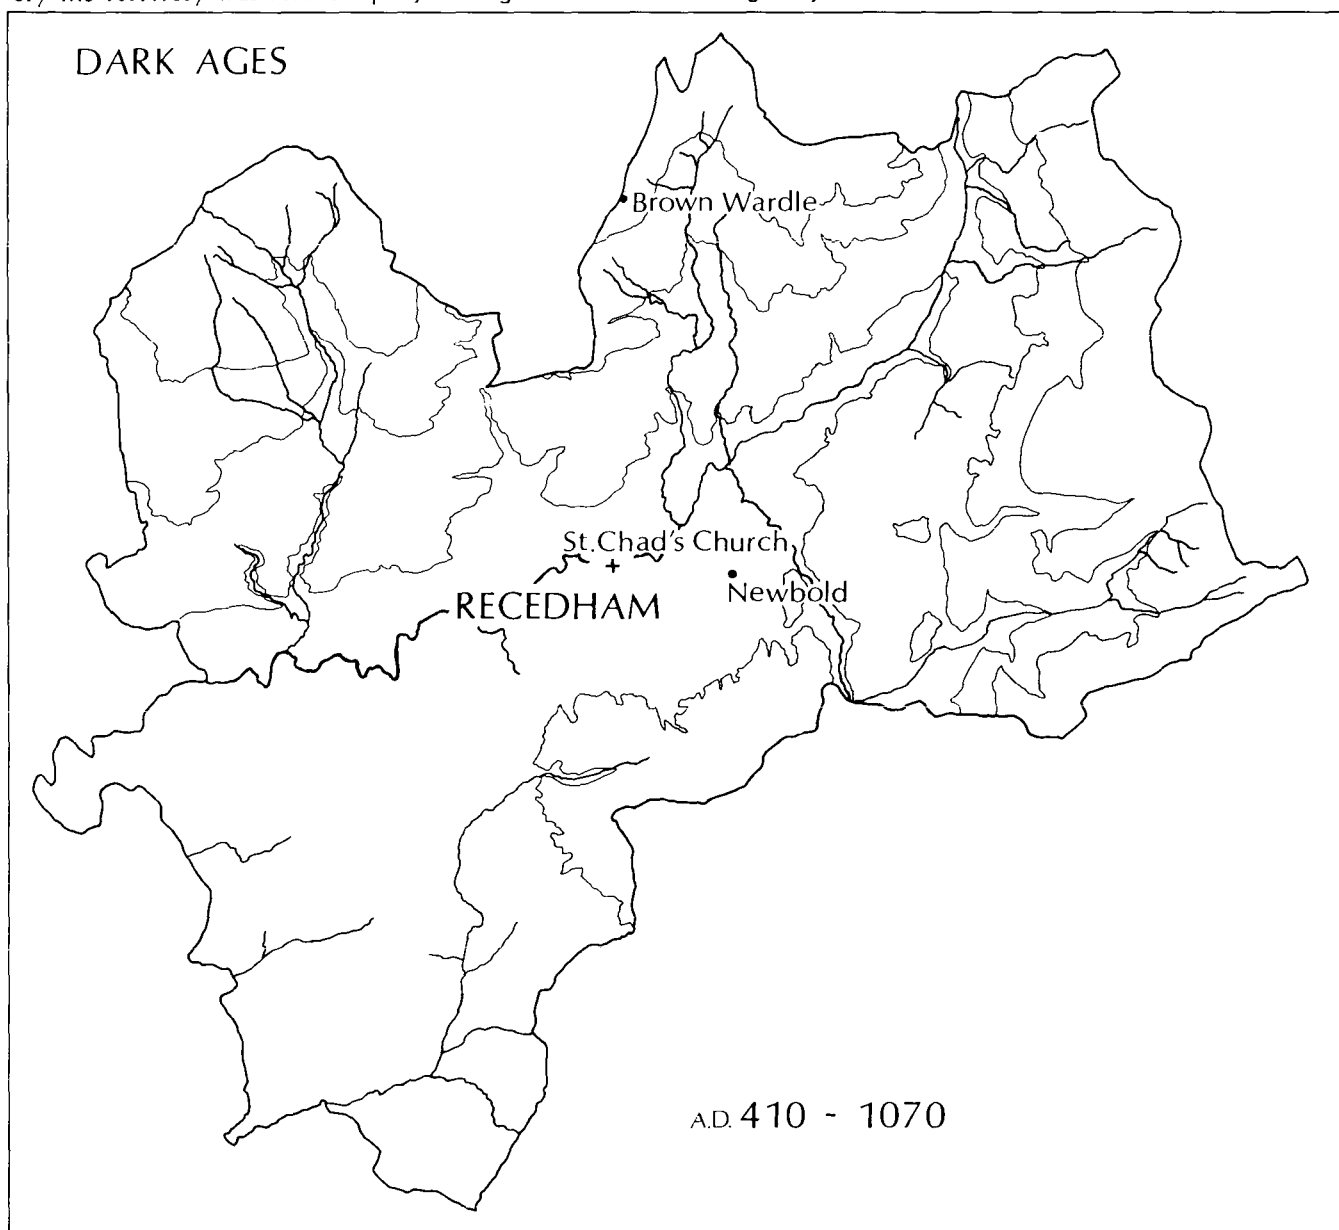 DARK AGES
Brown Wardle
St. Chad's Church
Newbold
RECEDHAM
A.D. 410 - 1070